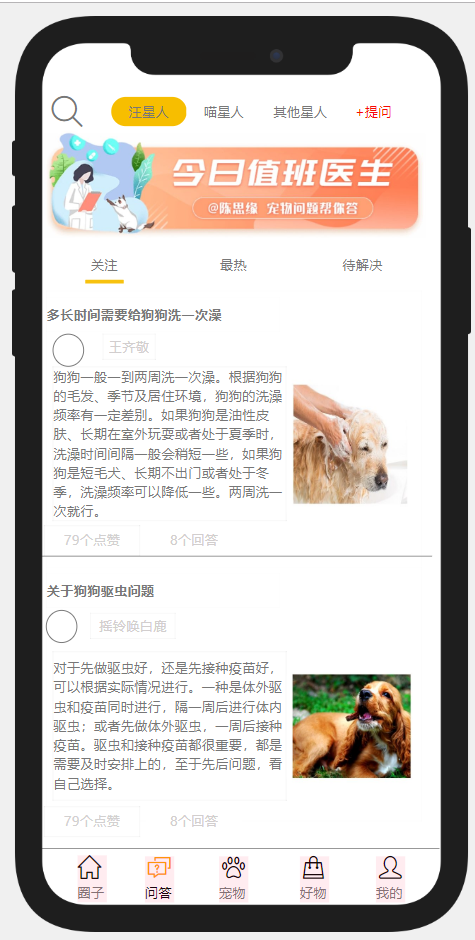 汪星人 喵星人 其他星人 +提问
今日值班医生
@陈思缘 宠物问题帮你答
关注 最热 待解决
多长时间需要给狗狗洗一次澡
王齐敬
狗狗一般一到两周洗一次澡。根据狗狗
的毛发、季节及居住环境，狗狗的洗澡
频率有一定差别。如果狗狗是油性皮
肤、长期在室外玩耍或者处于夏季时，
洗澡时间间隔一般会稍短一些，如果狗
狗是短毛犬、长期不出门或者处于冬
季，洗澡频率可以降低一些。两周洗一
次就行。
79个点赞 8个回答
关于狗狗驱虫问题
摇铃唤白鹿
对于先做驱虫好，还是先接种疫苗好，
可以根据实际情况进行。一种是体外驱
虫和疫苗同时进行，隔一周后进行体内
驱虫；或者先做体外驱虫，一周后接种
疫苗。驱虫和接种疫苗都很重要，都是
需要及时安排上的，至于先后问题，看
自己选择。
79个点赞 8个回答
圈子 问答 宠物 好物 我的